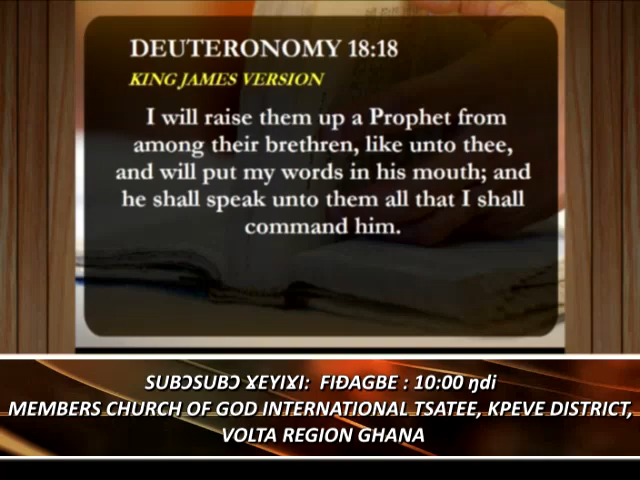 DEUTERONOMY 18:18
KING JAMES VERSION
I will raise them up a Prophet from
among their brethren, like unto thee,
and will put my words in his mouth; and
he shall speak unto them all that I shall
command him.
SUBƆSUBƆ ƔEYIƔI: FIƉAGBE : 10:00 ŋdi
MEMBERS CHURCH OF GOD INTERNATIONAL TSATEE, KPEVE DISTRICT,
VOLTA REGION GHANA